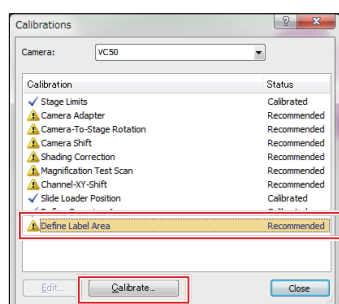 Calibrations
Camera: VC50
Calibration Status
Stage Limits Calibrated
Camera Adapter Recommended
Camera-To-Stage Rotation Recommended
Camera Shift Recommended
Shading Correction Recommended
Magnification Test Scan Recommended
Channel-XY-Shift Recommended
Slide Loader Position Calibrated
Define Label Area Recommended
Edit... Calibrate... Close